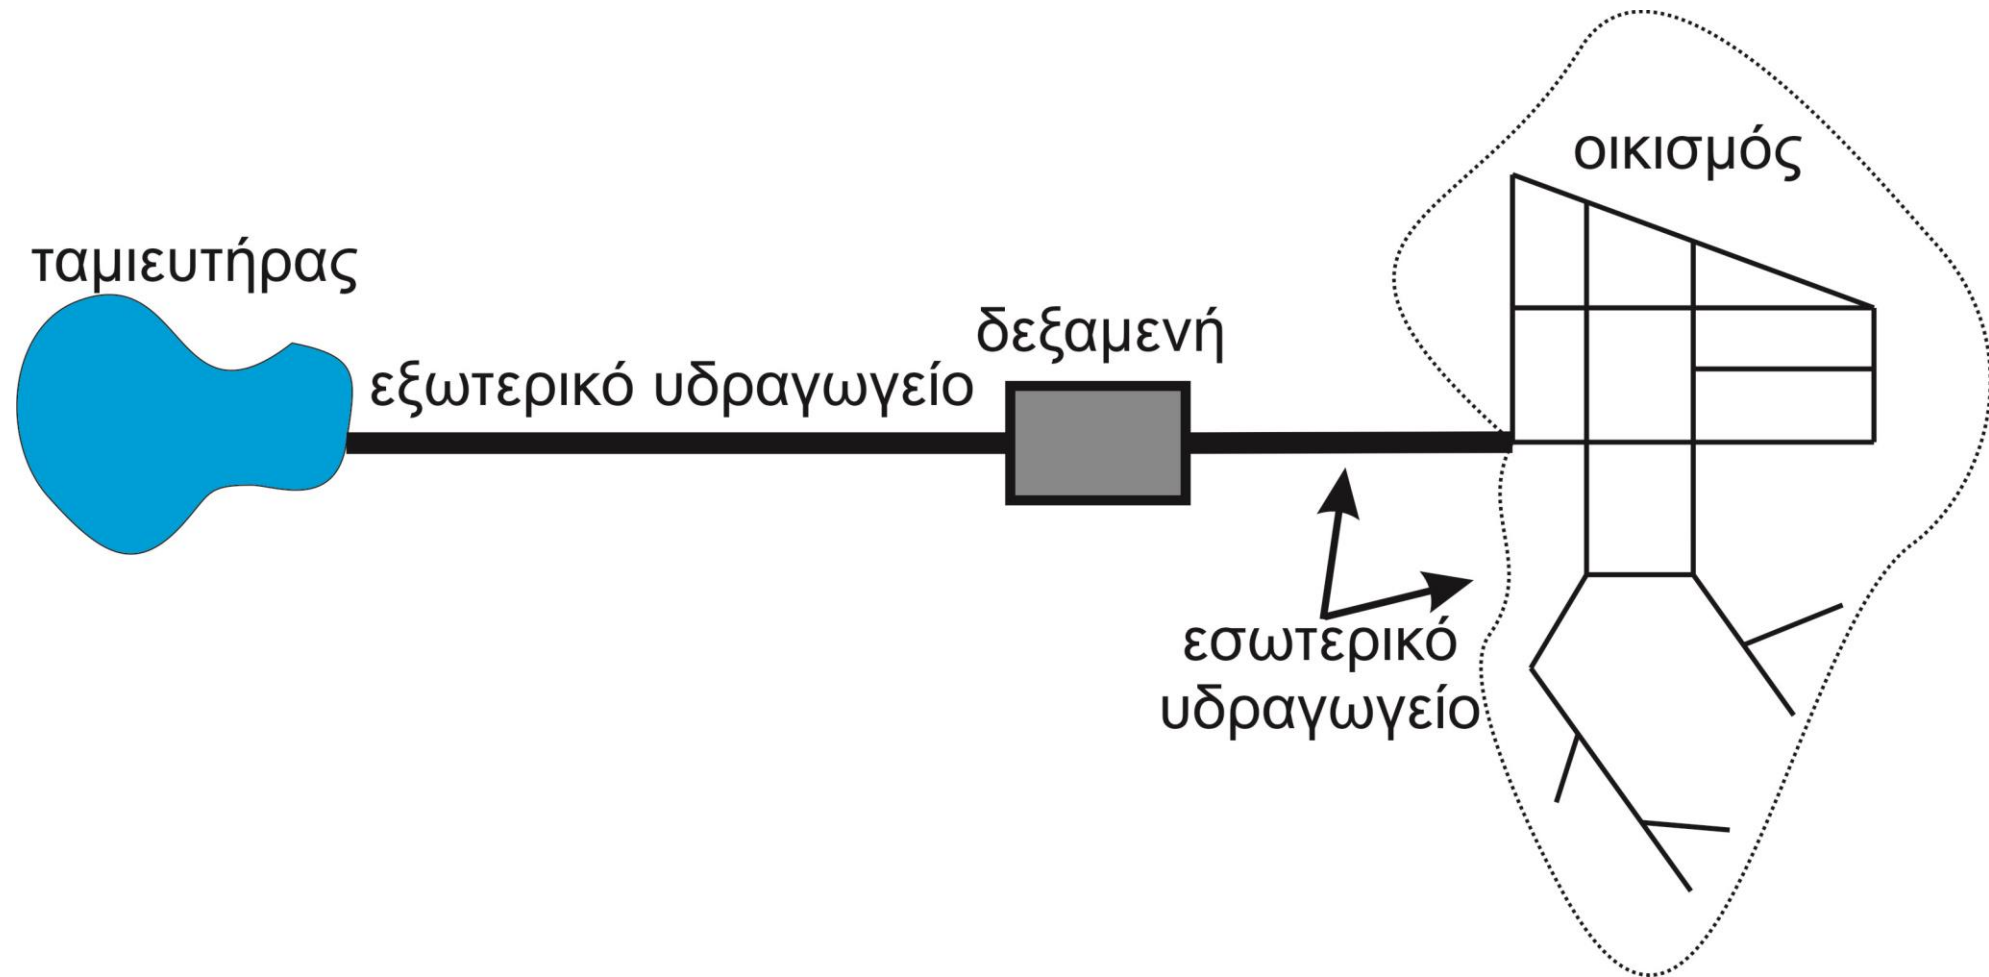 οικισμός
ταμιευτήρας
δεξαμενή
εξωτερικό υδραγωγείο
εσωτερικό
υδραγωγείο